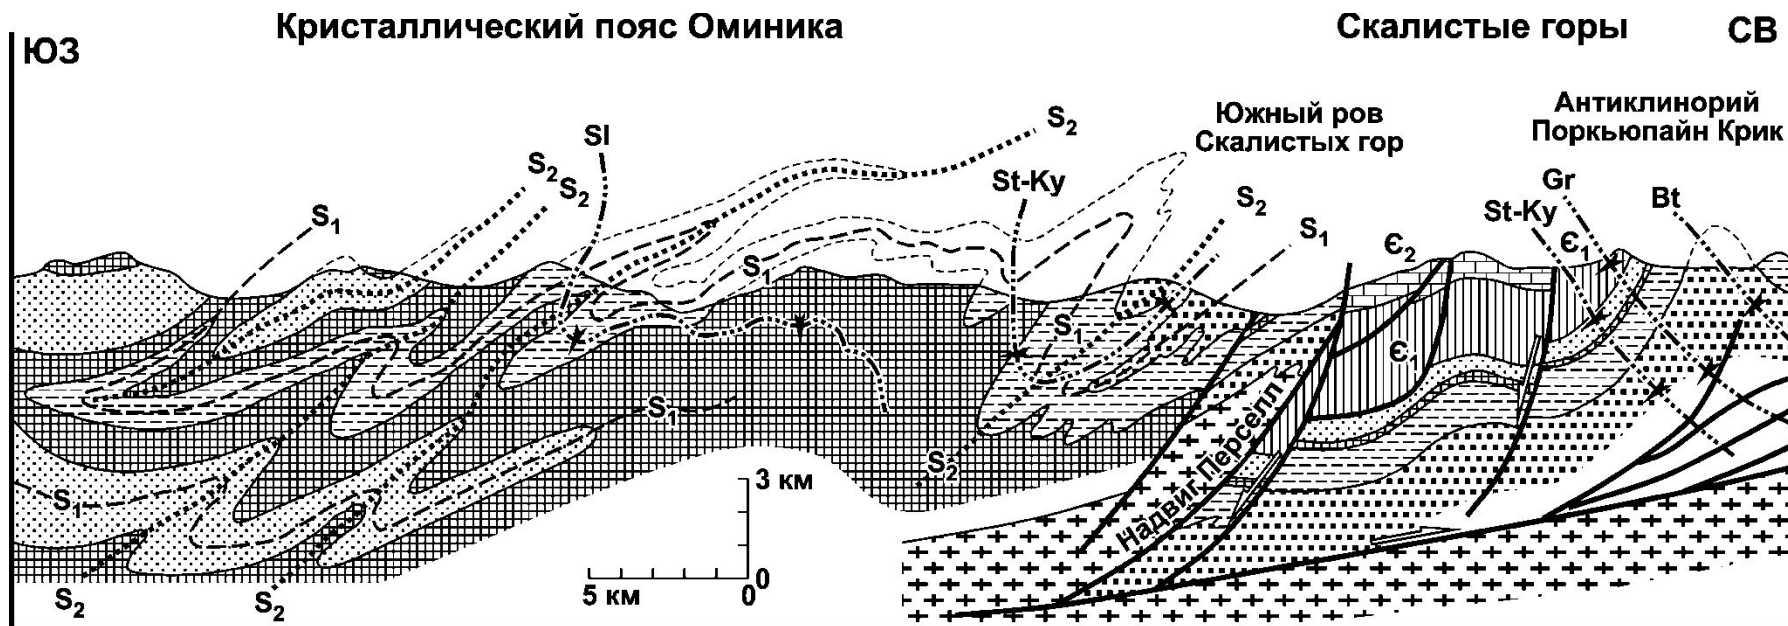 Кристаллический пояс Оминика
Скалистые горы
СВ
ЮЗ
Южный ров
Скалистых гор
Антиклинорий
Поркьюпайн Крик
S₂
Sl
S₂
S₂
St-Ky
Gr
St-Ky
Bt
S₁
S₂
S₁
Є₂
Є₁
S₁
S₁
Є₁
S₁
S₂
S₁
Надвиг Перселл
3 км
0
5 км
0
S₂
S₂